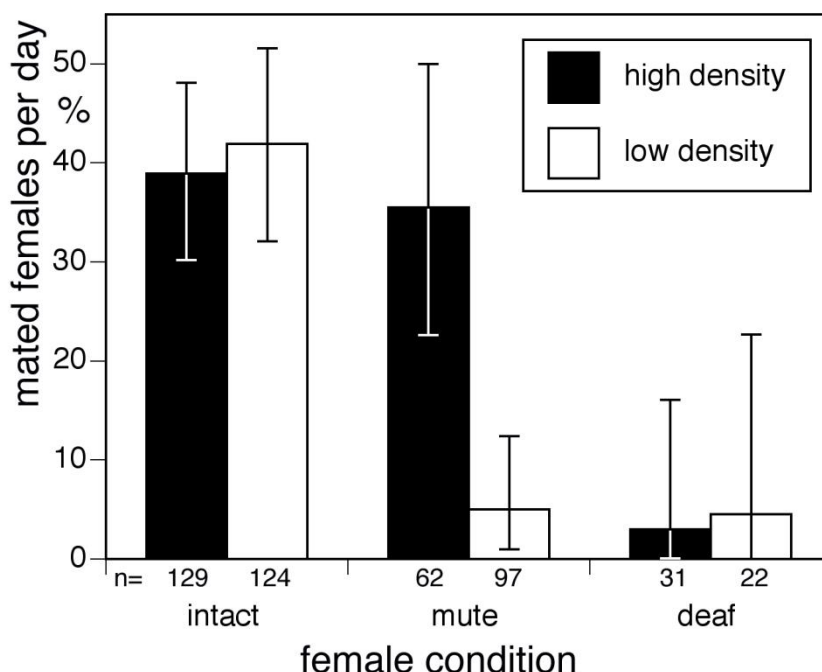 mated females per day
%
50
40
30
20
10
0
high density
low density
n= 129 124 62 97 31 22
intact mute deaf
female condition